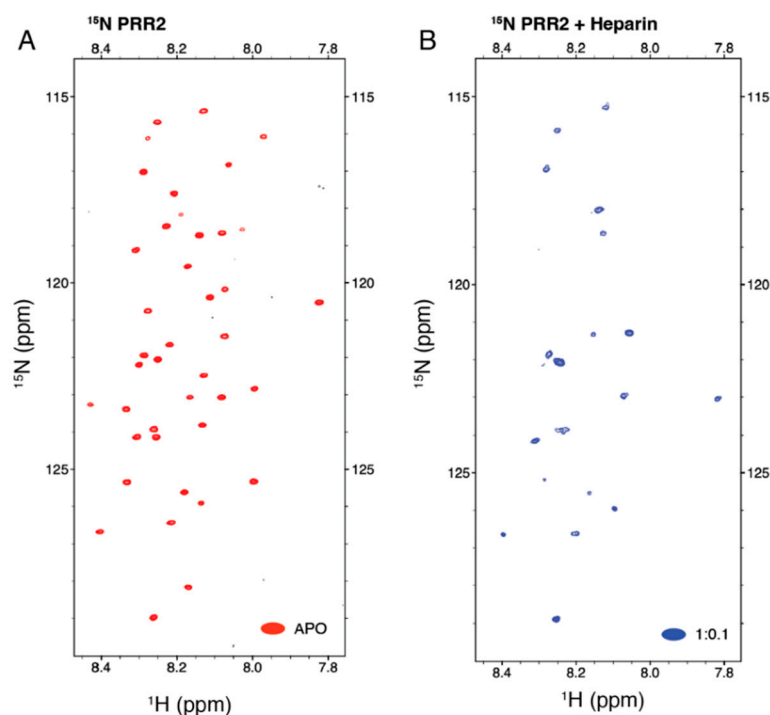 A
¹⁵N PRR2
8.4 8.2 8.0 7.8
115 115
120 120
125 125
¹⁵N (ppm)
APO
8.4 8.2 8.0 7.8
¹H (ppm)
B
¹⁵N PRR2 + Heparin
8.4 8.2 8.0 7.8
115 115
120 120
125 125
¹⁵N (ppm)
1:0.1
8.4 8.2 8.0 7.8
¹H (ppm)